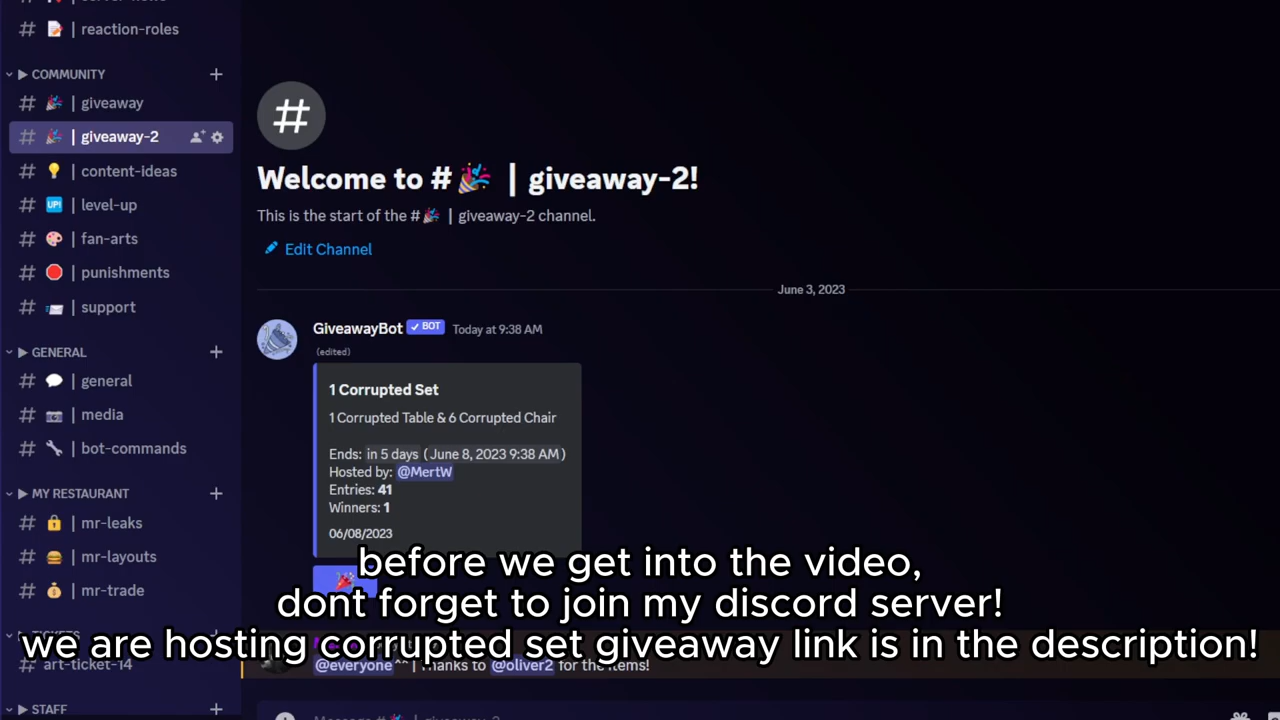 reaction-roles
COMMUNITY
giveaway
giveaway-2
content-ideas
UP! | level-up
fan-arts
punishments
support
GENERAL
general
media
bot-commands
MY RESTAURANT
mr-leaks
mr-layouts
mr-trade
art-ticket-14
STAFF
#
Welcome to # | giveaway-2!
This is the start of the # | giveaway-2 channel.
Edit Channel
June 3, 2023
GiveawayBot ✓ BOT Today at 9:38 AM
(edited)
1 Corrupted Set
1 Corrupted Table & 6 Corrupted Chair
Ends: in 5 days (June 8, 2023 9:38 AM)
Hosted by: @MertW
Entries: 41
Winners: 1
06/08/2023
before we get into the video,
dont forget to join my discord server!
we are hosting corrupted set giveaway link is in the description!
@everyone ^^ | Thanks to @oliver2 for the items!